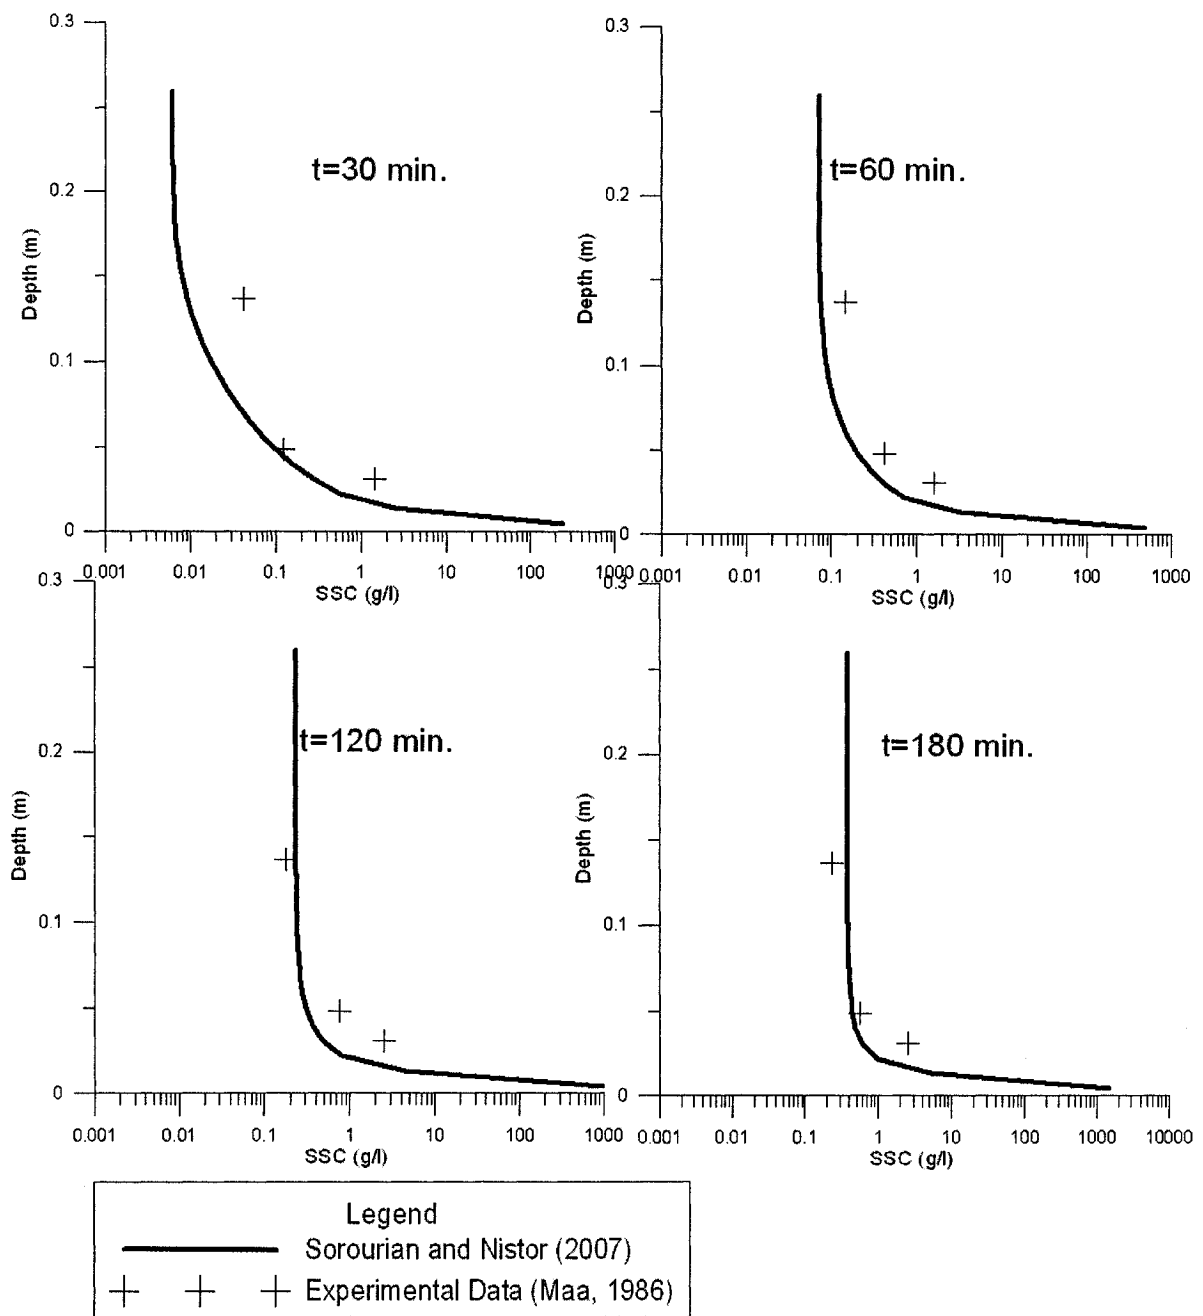 0.3
0.2
0.1
0
Depth (m)
t=30 min.
0.001 0.01 0.1 1 10 100 1000
SSC (g/l)
0.3
0.2
0.1
0
Depth (m)
t=60 min.
0.001 0.01 0.1 1 10 100 1000
SSC (g/l)
0.3
0.2
0.1
0
Depth (m)
t=120 min.
0.001 0.01 0.1 1 10 100 1000
SSC (g/l)
0.3
0.2
0.1
0
Depth (m)
t=180 min.
0.001 0.01 0.1 1 10 100 1000 10000
SSC (g/l)
Legend
Sorourian and Nistor (2007)
Experimental Data (Maa, 1986)